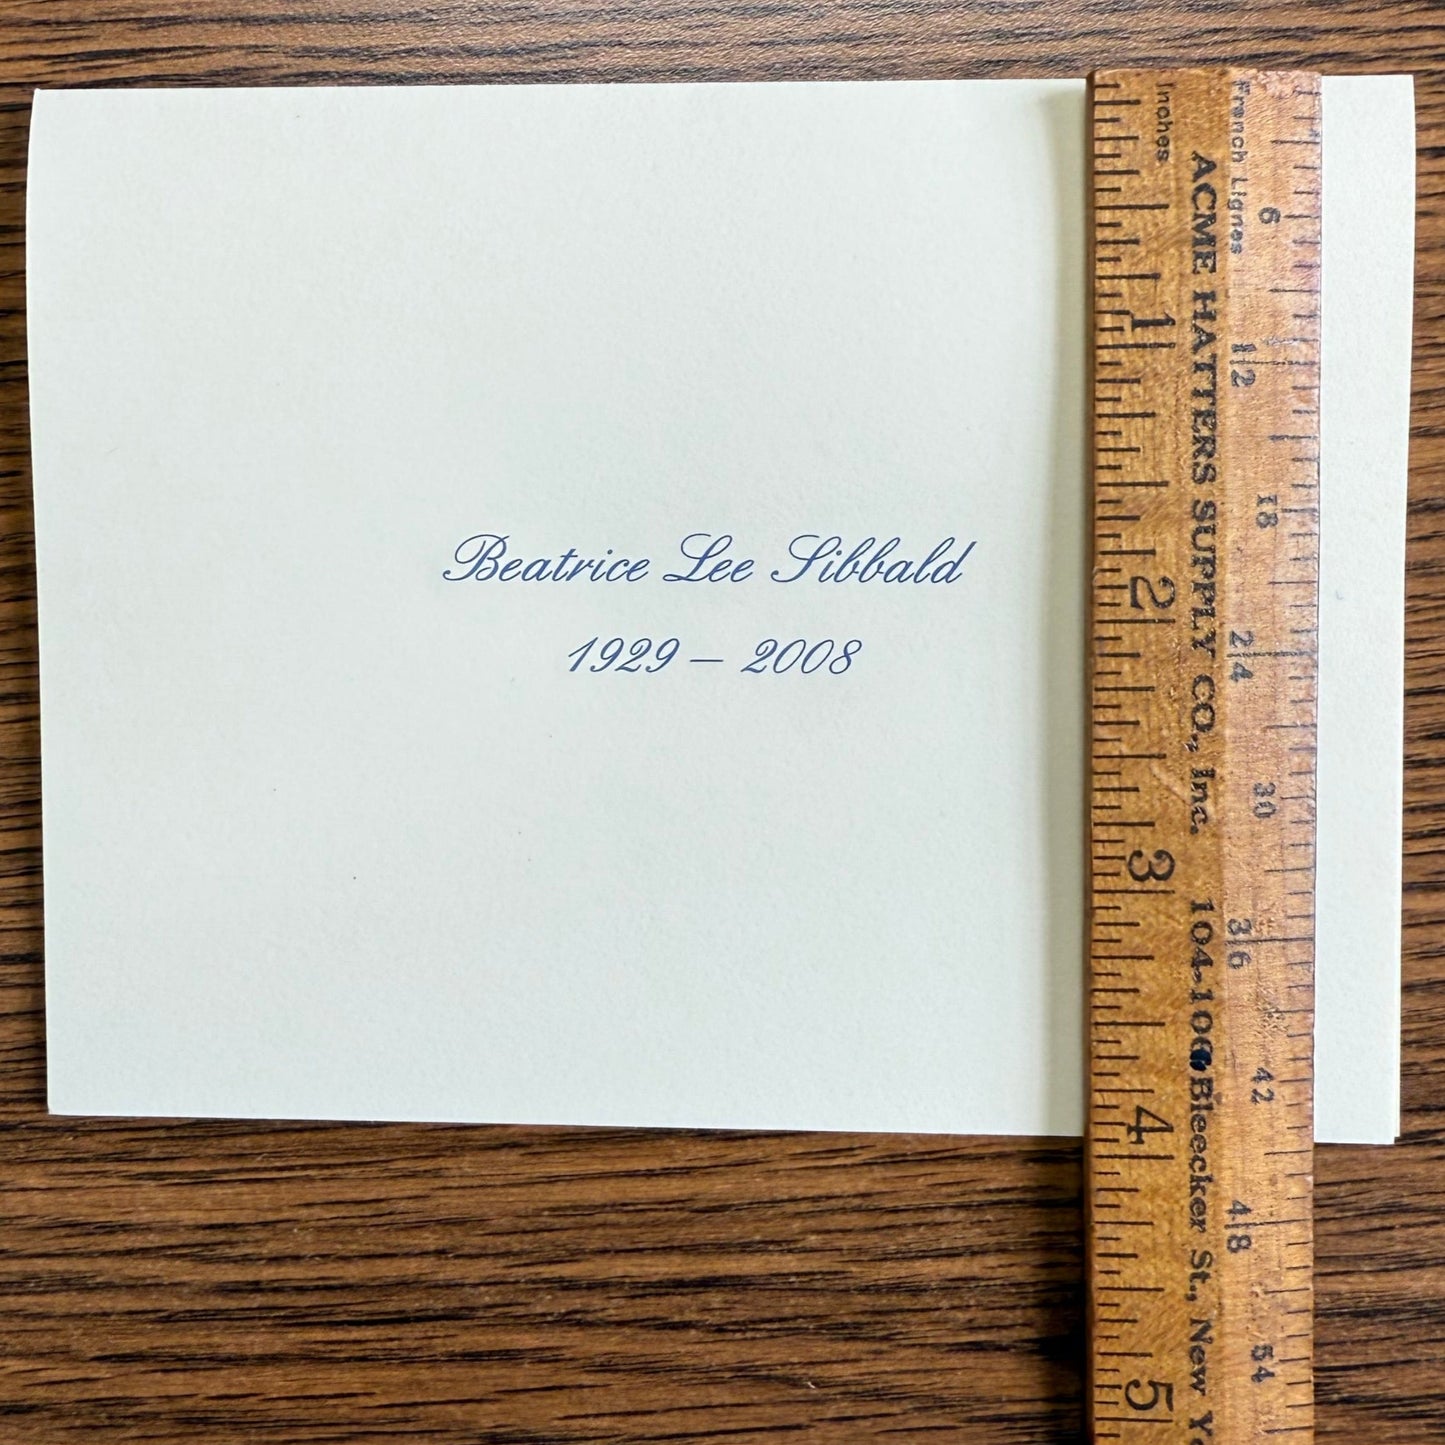 Beatrice Lee Sibbald
1929 – 2008
Inches
1
2
3
4
5
ACME HATTERS SUPPLY CO., Inc. 104-106 Bleecker St., New
French Lignes
6
12
18
24
30
36
42
48
54